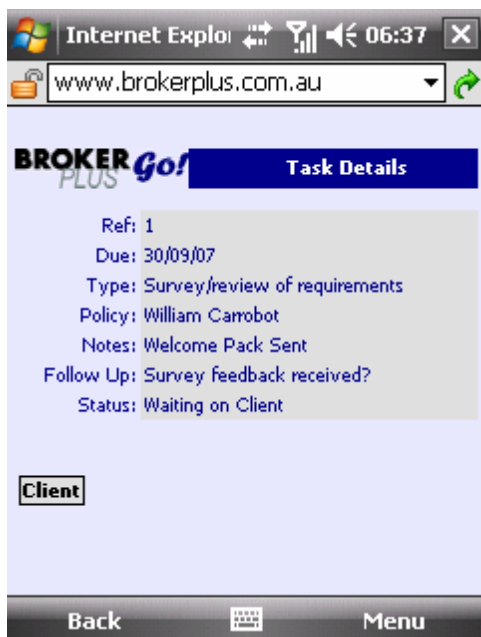 Internet Explo 06:37
www.brokerplus.com.au
BROKER PLUS Go! Task Details
Ref: 1
Due: 30/09/07
Type: Survey/review of requirements
Policy: William Carrobot
Notes: Welcome Pack Sent
Follow Up: Survey feedback received?
Status: Waiting on Client
Client
Back Menu